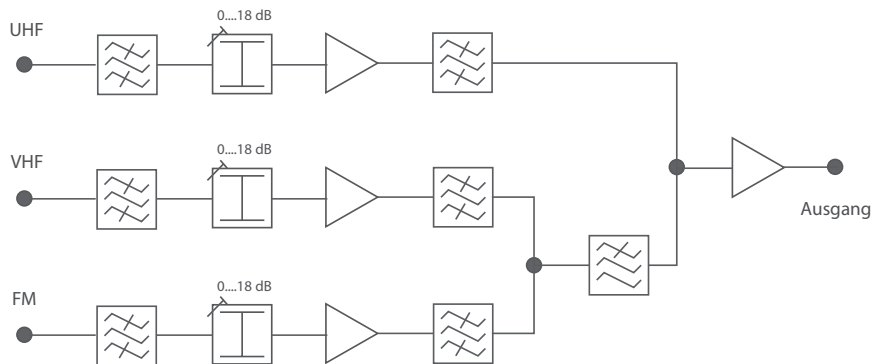 UHF
0....18 dB
VHF
0....18 dB
Ausgang
FM
0....18 dB